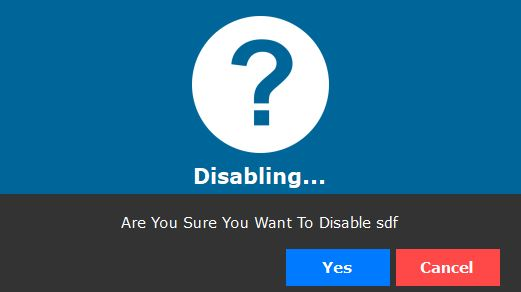 ?
Disabling...
Are You Sure You Want To Disable sdf
Yes
Cancel